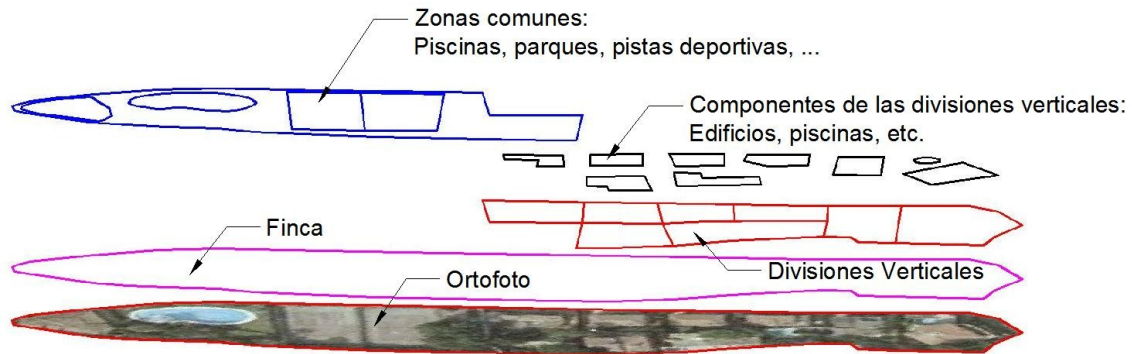 Zonas comunes:
Piscinas, parques, pistas deportivas, ...
Componentes de las divisiones verticales:
Edificios, piscinas, etc.
Finca
Divisiones Verticales
Ortofoto